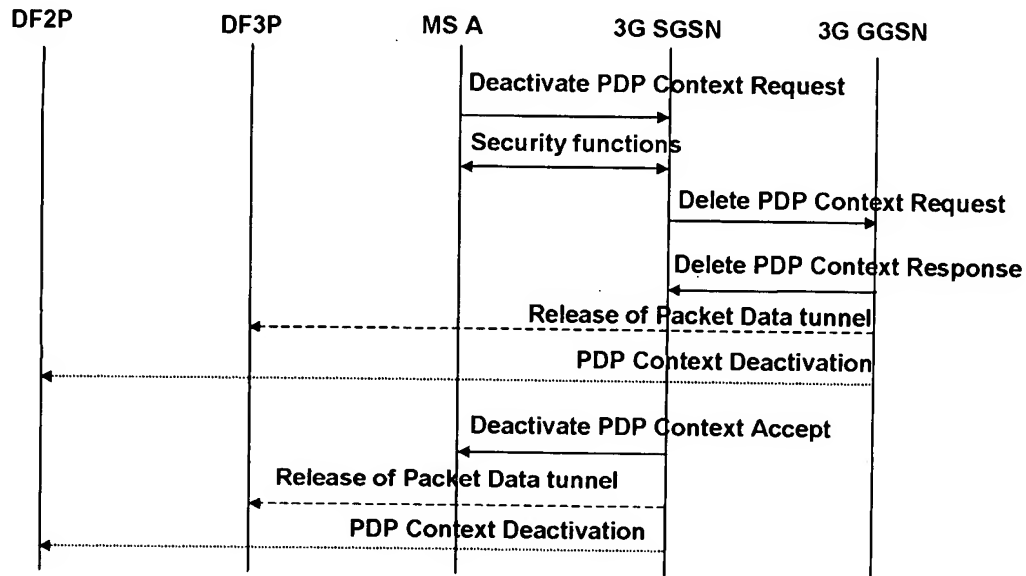 DF2P
DF3P
MS A
3G SGSN
3G GGSN
Deactivate PDP Context Request
Security functions
Delete PDP Context Request
Delete PDP Context Response
Release of Packet Data tunnel
PDP Context Deactivation
Deactivate PDP Context Accept
Release of Packet Data tunnel
PDP Context Deactivation